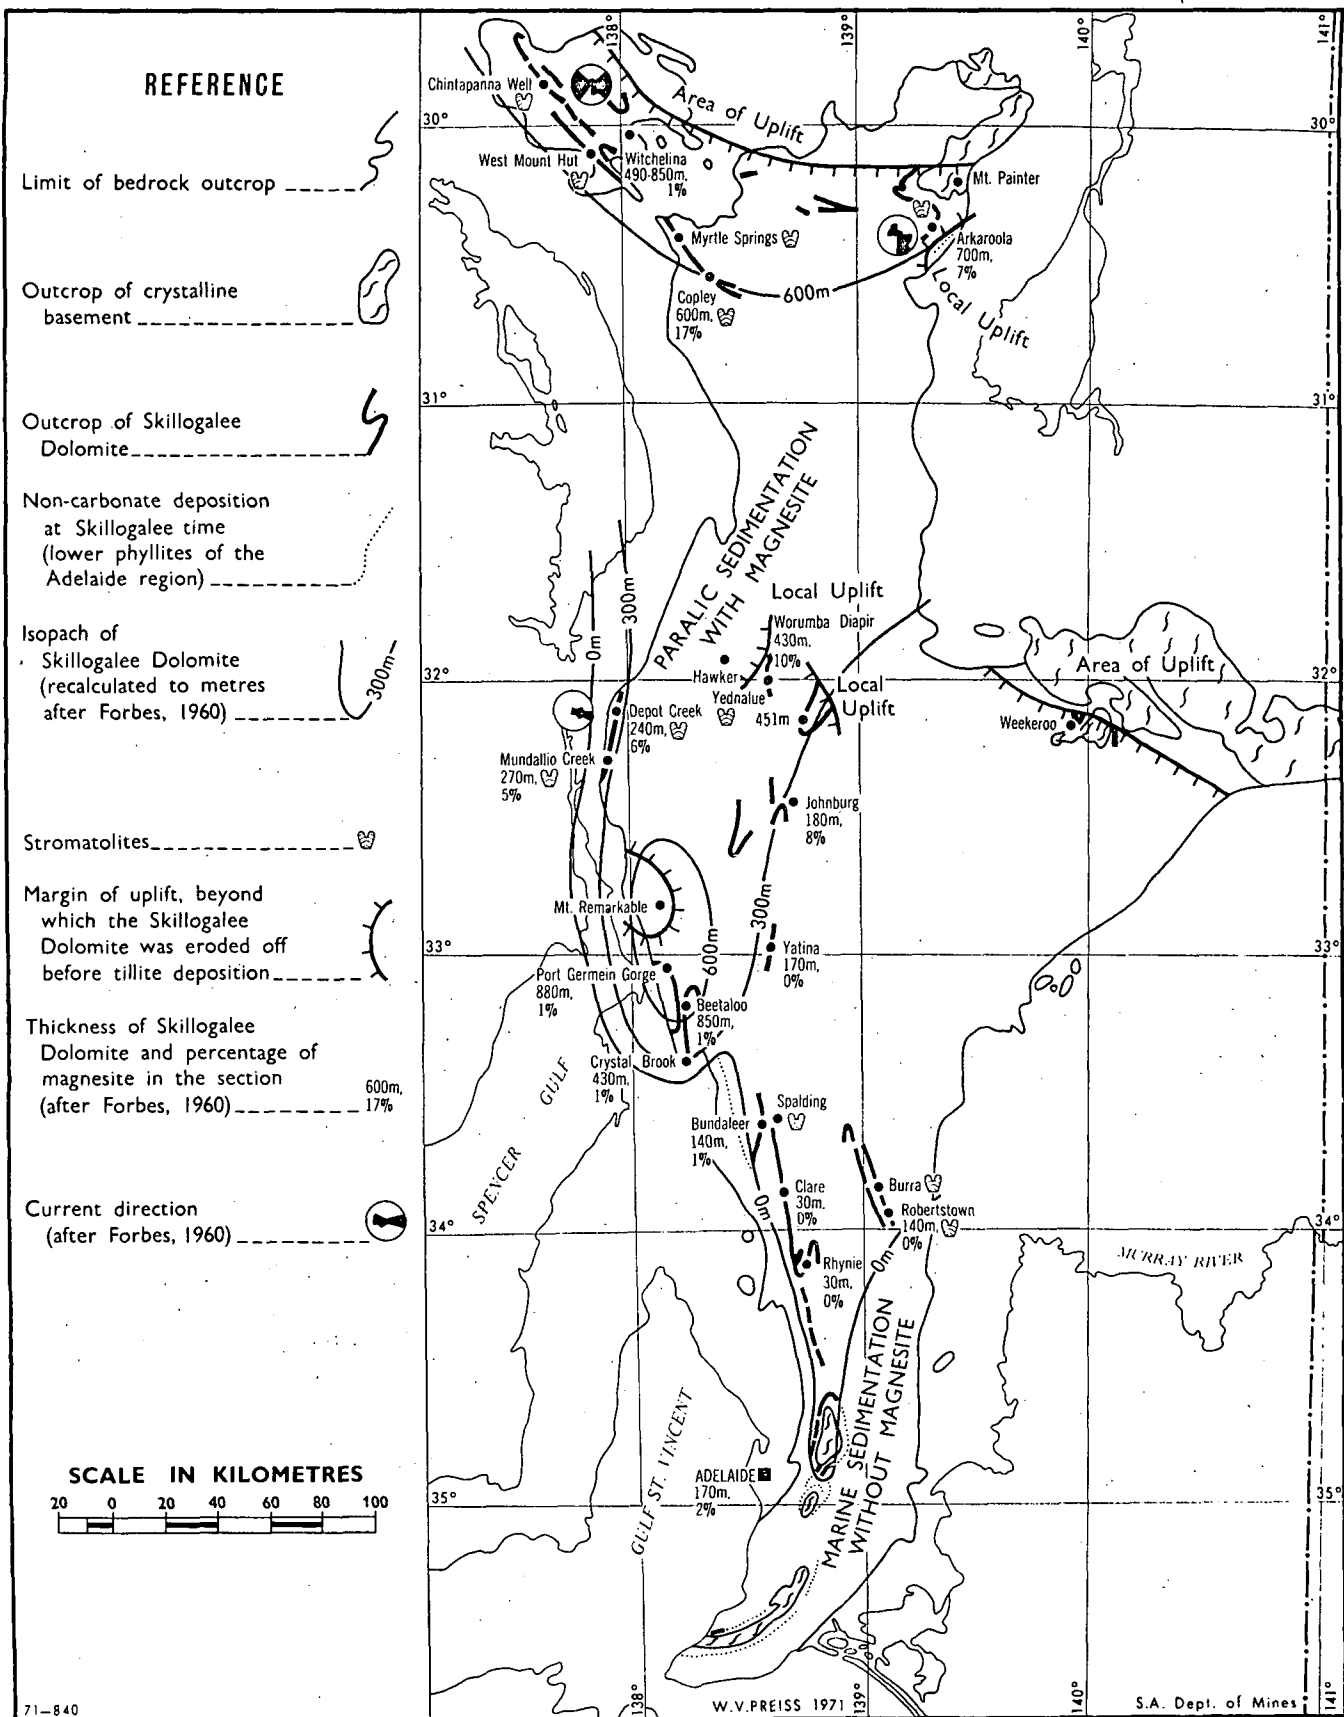 REFERENCE
Limit of bedrock outcrop
Outcrop of crystalline
basement
Outcrop of Skillogalee
Dolomite
Non-carbonate deposition
at Skillogalee time
(lower phyllites of the
Adelaide region)
Isopach of
Skillogalee Dolomite
(recalculated to metres
after Forbes, 1960)
300m
Stromatolites
Margin of uplift, beyond
which the Skillogalee
Dolomite was eroded off
before tillite deposition
Thickness of Skillogalee
Dolomite and percentage of
magnesite in the section
(after Forbes, 1960)
600m,
17%
Current direction
(after Forbes, 1960)
SCALE IN KILOMETRES
20 0 20 40 60 80 100
71-840
138°
139°
140°
141°
Chintapanna Well
Area of Uplift
30°
30°
West Mount Hut
Witchelina
490-850m,
1%
Mt. Painter
Myrtle Springs
Arkaroola
700m,
7%
Copley
600m,
17%
600m
Local Uplift
31°
31°
PARALIC SEDIMENTATION
WITH MAGNESITE
0m
300m
Local Uplift
Worumba Diapir
430m,
10%
Hawker
32°
32°
Area of Uplift
Yednalue
451m
Local
Uplift
Weekeroo
Depot Creek
240m,
6%
Mundallio Creek
270m,
5%
Johnburg
180m,
8%
Mt. Remarkable
300m
600m
33°
33°
Yatina
170m,
0%
Port Germein Gorge
880m,
1%
Beetaloo
850m,
1%
Crystal Brook
430m,
1%
SPENCER GULF
Spalding
Bundaleer
140m,
1%
Clare
30m.
0%
Burra
Robertstown
140m,
0%
0m
34°
34°
0m
Rhynie
30m,
0%
MURRAY RIVER
MARINE SEDIMENTATION
WITHOUT MAGNESITE
GULF ST. VINCENT
ADELAIDE
170m.
2%
35°
35°
138°
139°
140°
141°
W.V.PREISS 1971
S.A. Dept. of Mines